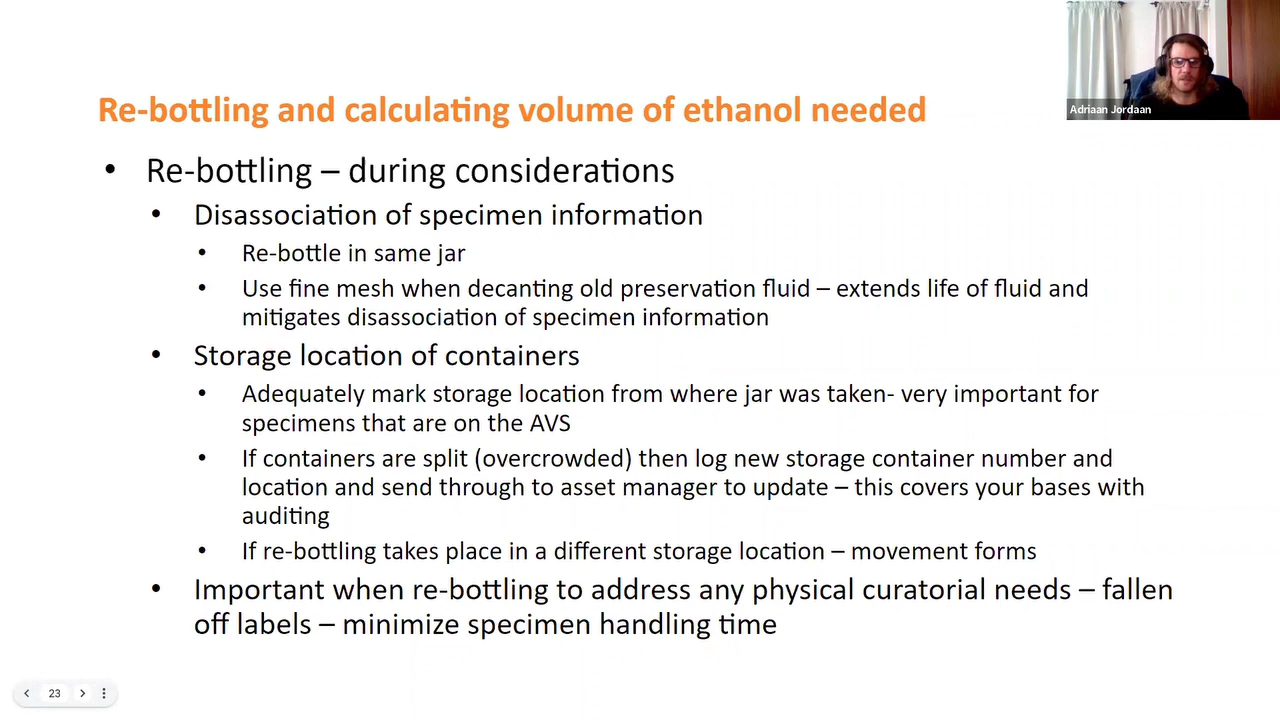 Re-bottling and calculating volume of ethanol needed
Adriaan Jordaan
• Re-bottling – during considerations
• Disassociation of specimen information
• Re-bottle in same jar
• Use fine mesh when decanting old preservation fluid – extends life of fluid and
mitigates disassociation of specimen information
• Storage location of containers
• Adequately mark storage location from where jar was taken- very important for
specimens that are on the AVS
• If containers are split (overcrowded) then log new storage container number and
location and send through to asset manager to update – this covers your bases with
auditing
• If re-bottling takes place in a different storage location – movement forms
• Important when re-bottling to address any physical curatorial needs – fallen
off labels – minimize specimen handling time
23